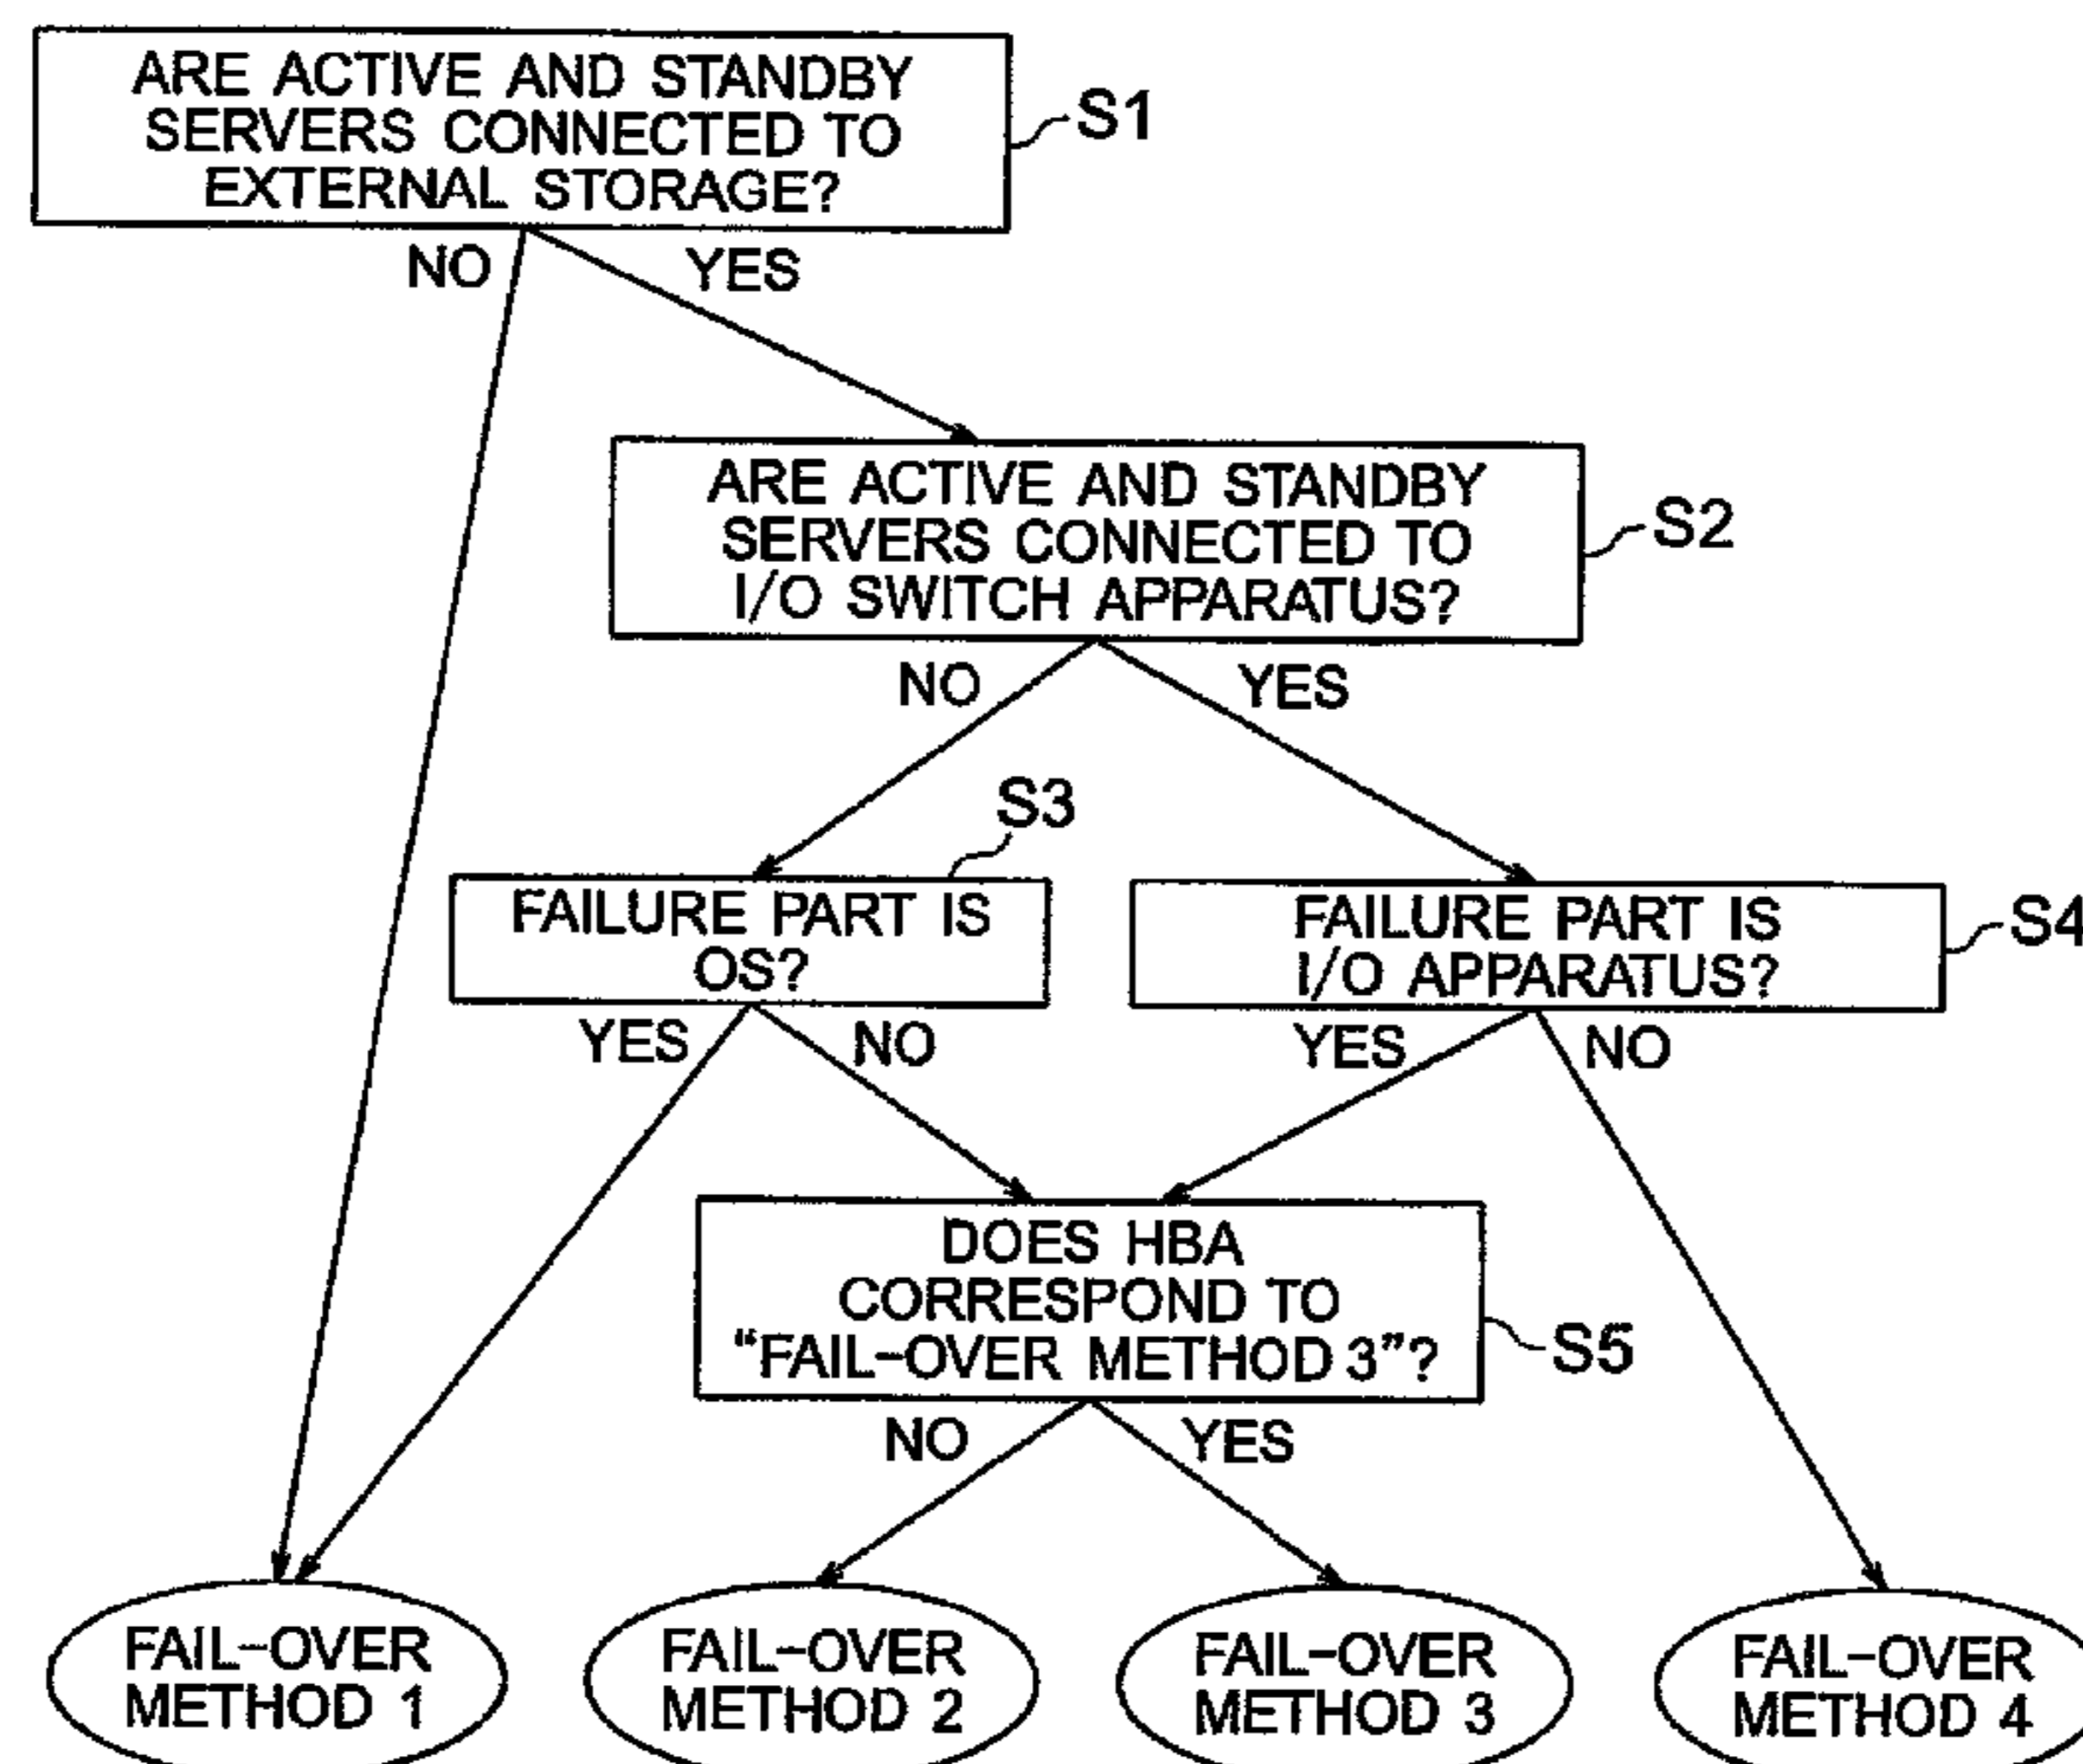 ARE ACTIVE AND STANDBY
SERVERS CONNECTED TO
EXTERNAL STORAGE?
S1
NO
YES
ARE ACTIVE AND STANDBY
SERVERS CONNECTED TO
I/O SWITCH APPARATUS?
S2
NO
YES
S3
FAILURE PART IS
OS?
FAILURE PART IS
I/O APPARATUS?
S4
YES
NO
YES
NO
DOES HBA
CORRESPOND TO
“FAIL-OVER METHOD 3”?
S5
NO
YES
FAIL-OVER
METHOD 1
FAIL-OVER
METHOD 2
FAIL-OVER
METHOD 3
FAIL-OVER
METHOD 4